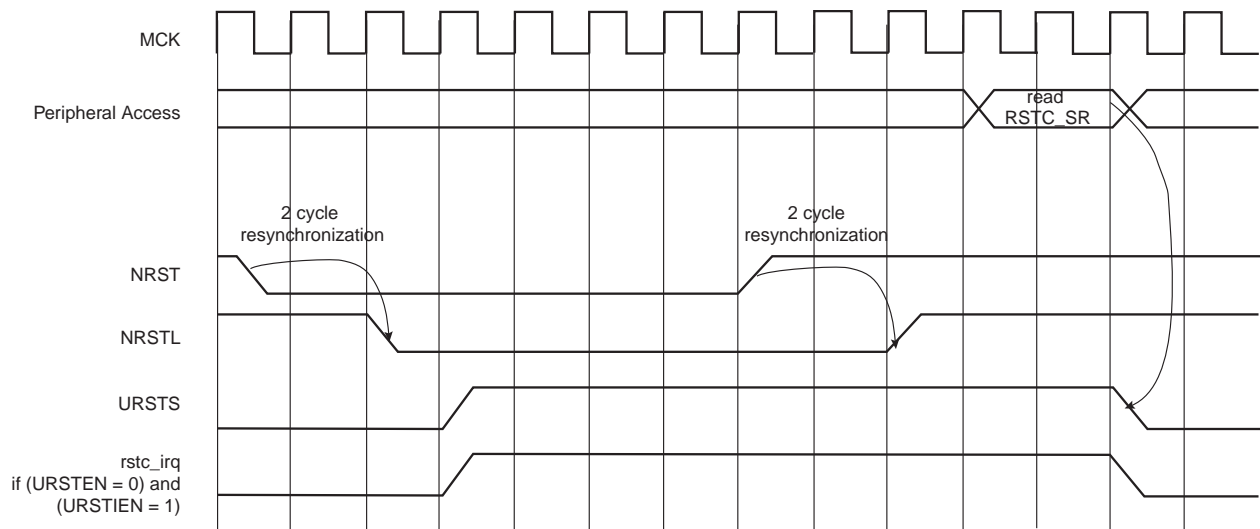 MCK
Peripheral Access
read
RSTC_SR
2 cycle
resynchronization
2 cycle
resynchronization
NRST
NRSTL
URSTS
rstc_irq
if (URSTEN = 0) and
(URSTIEN = 1)